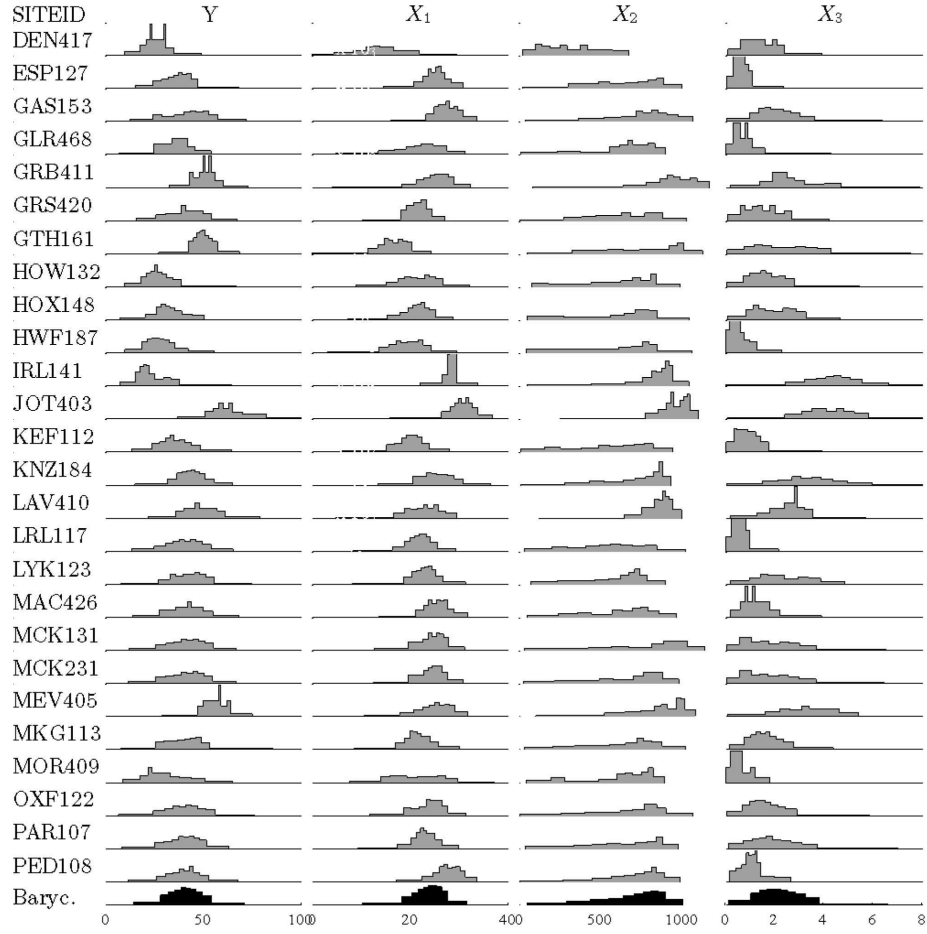 SITEID Y X₁ X₂ X₃
DEN417
ESP127
GAS153
GLR468
GRB411
GRS420
GTH161
HOW132
HOX148
HWF187
IRL141
JOT403
KEF112
KNZ184
LAV410
LRL117
LYK123
MAC426
MCK131
MCK231
MEV405
MKG113
MOR409
OXF122
PAR107
PED108
Baryc.
0 50 100 0 20 40 0 500 1000 0 2 4 6 8